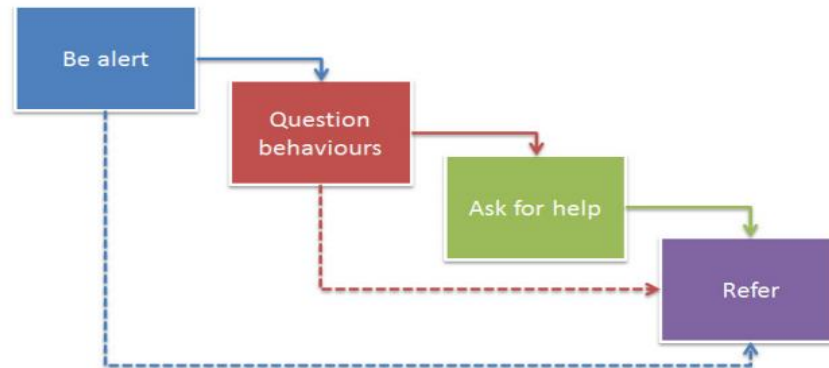 Be alert
Question
behaviours
Ask for help
Refer